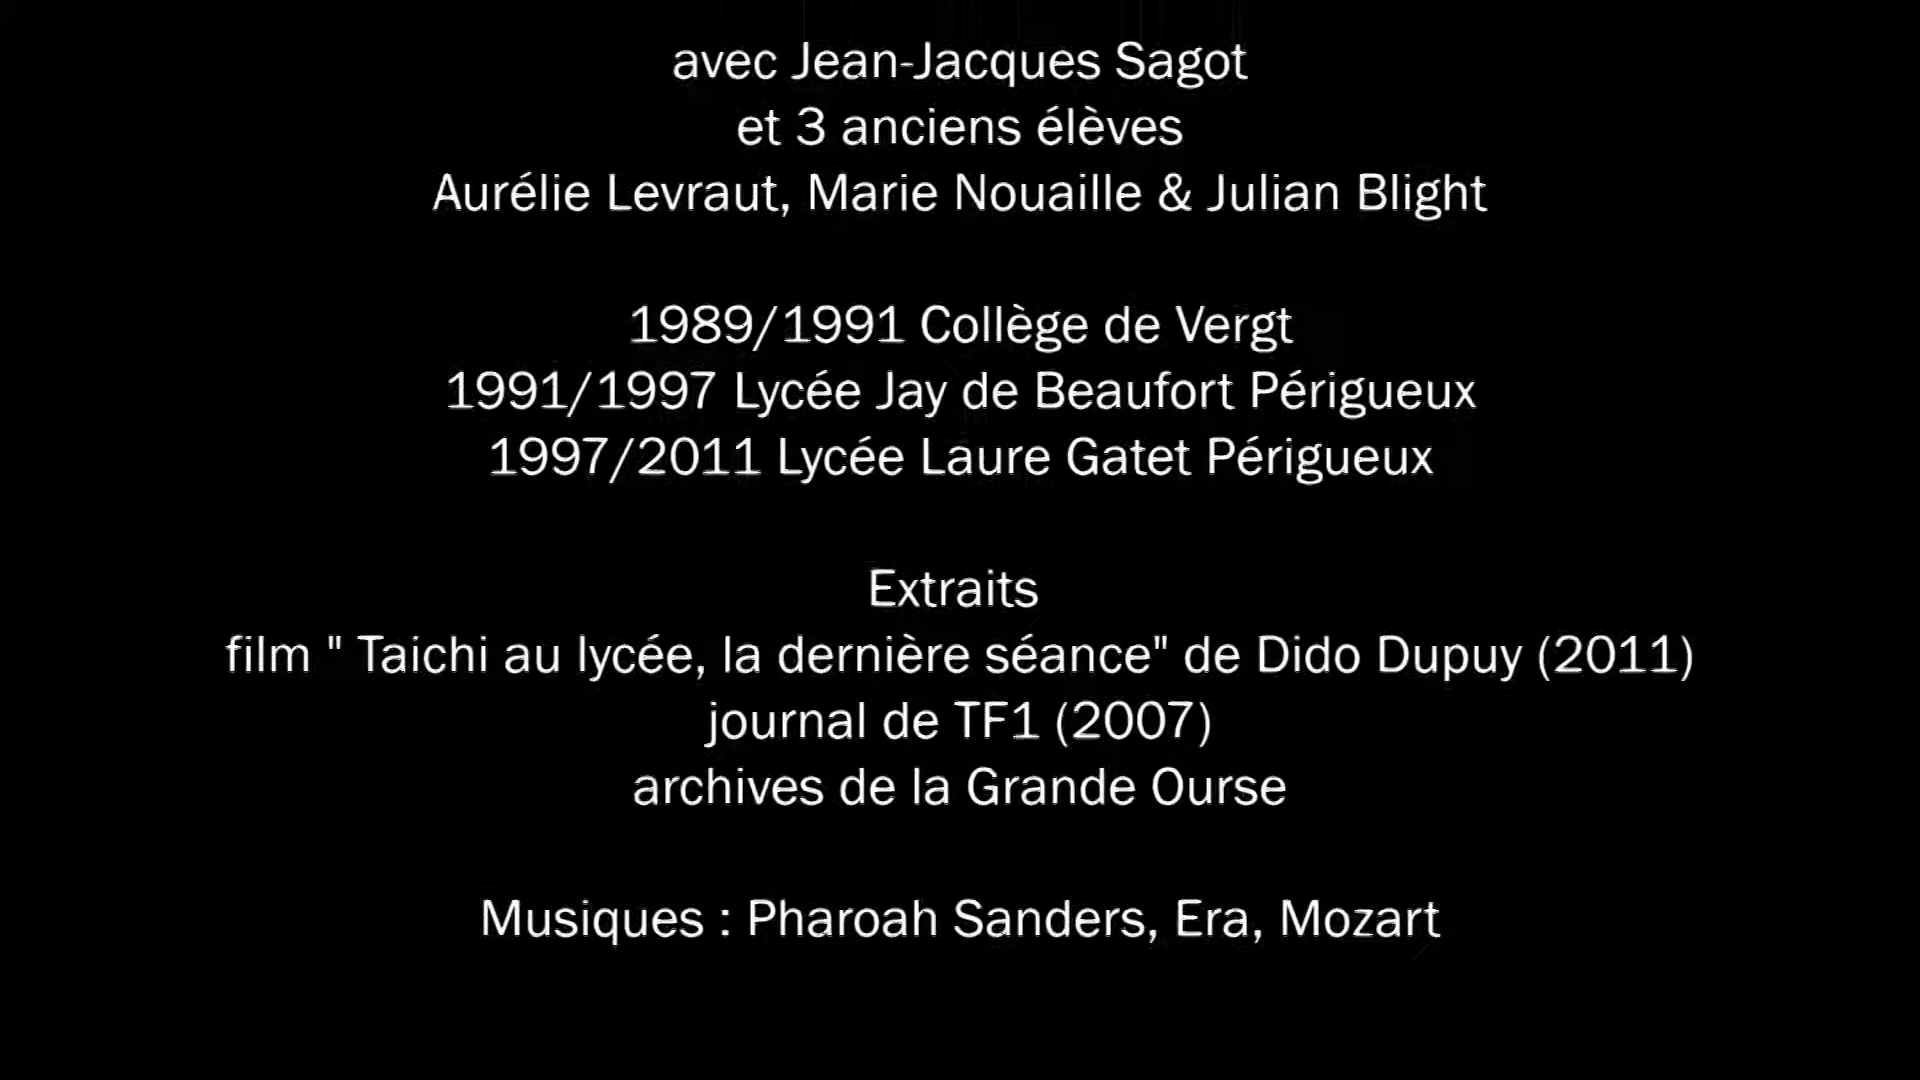 avec Jean-Jacques Sagot
et 3 anciens élèves
Aurélie Levraut, Marie Nouaille & Julian Blight
1989/1991 Collège de Vergt
1991/1997 Lycée Jay de Beaufort Périgueux
1997/2011 Lycée Laure Gatet Périgueux
Extraits
film " Taichi au lycée, la dernière séance" de Dido Dupuy (2011)
journal de TF1 (2007)
archives de la Grande Ourse
Musiques : Pharoah Sanders, Era, Mozart